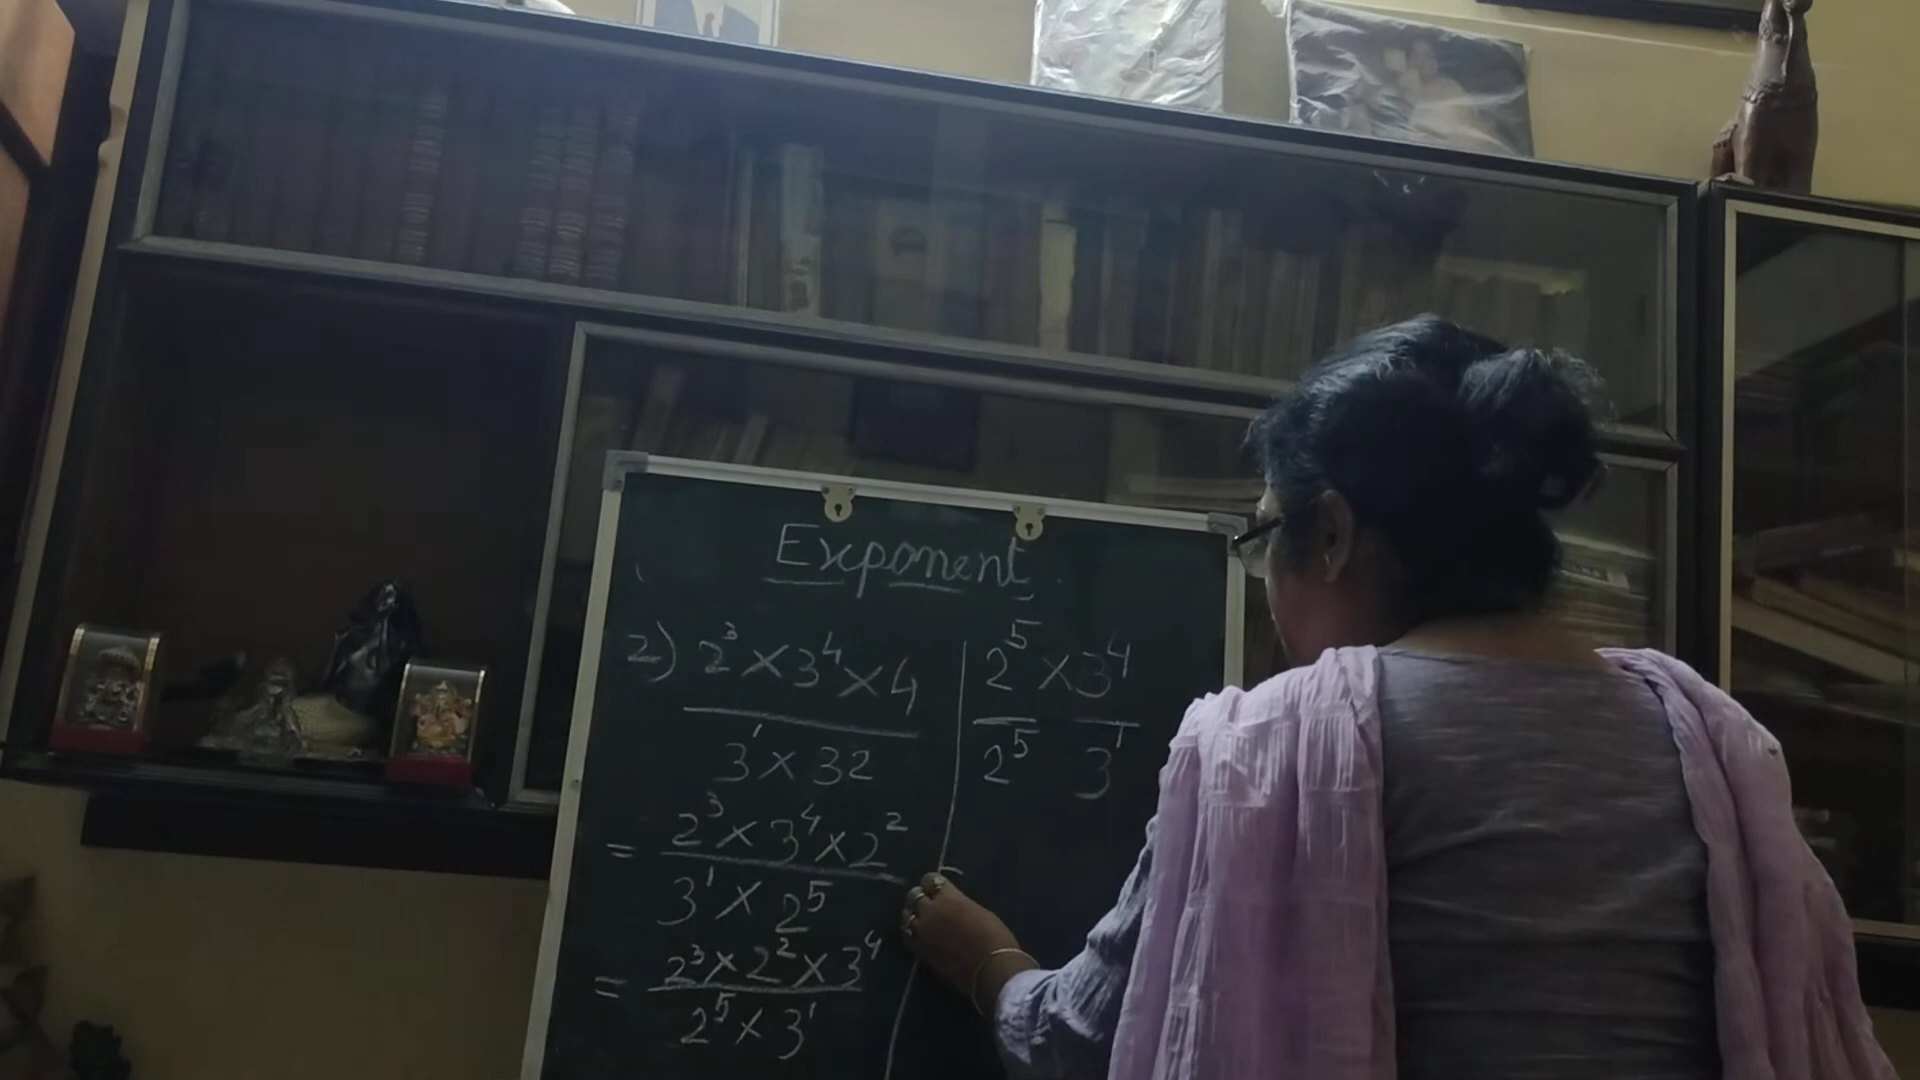 Exponent
2) 2³ × 3⁴ × 4
3¹ × 32
= 2³ × 3⁴ × 2²
3¹ × 2⁵
= 2³ × 2² × 3⁴
2⁵ × 3¹
2⁵ × 3⁴
2⁵ 3¹